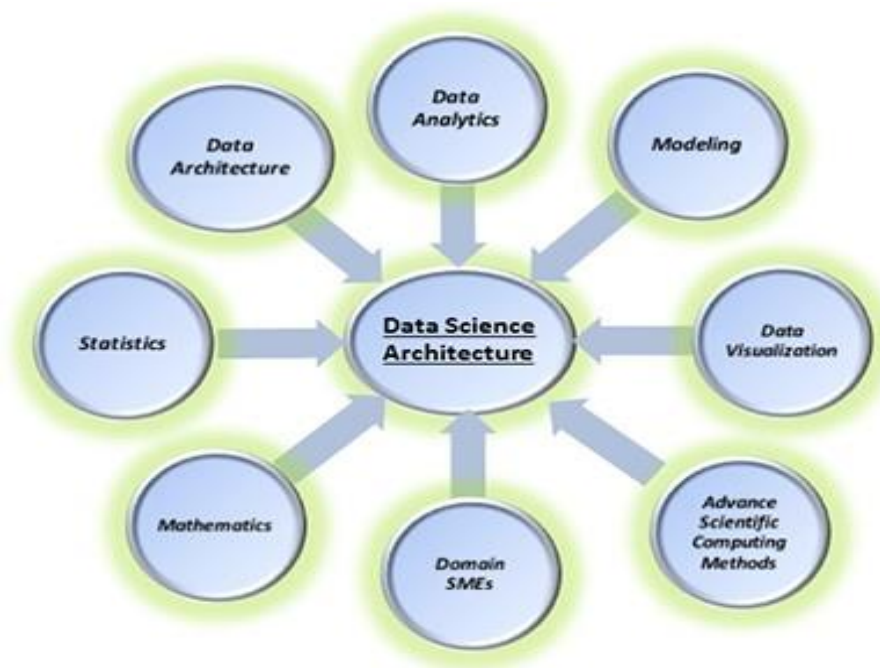 Data
Analytics
Data
Architecture
Modeling
Data Science
Architecture
Statistics
Data
Visualization
Mathematics
Domain
SMEs
Advance
Scientific
Computing
Methods